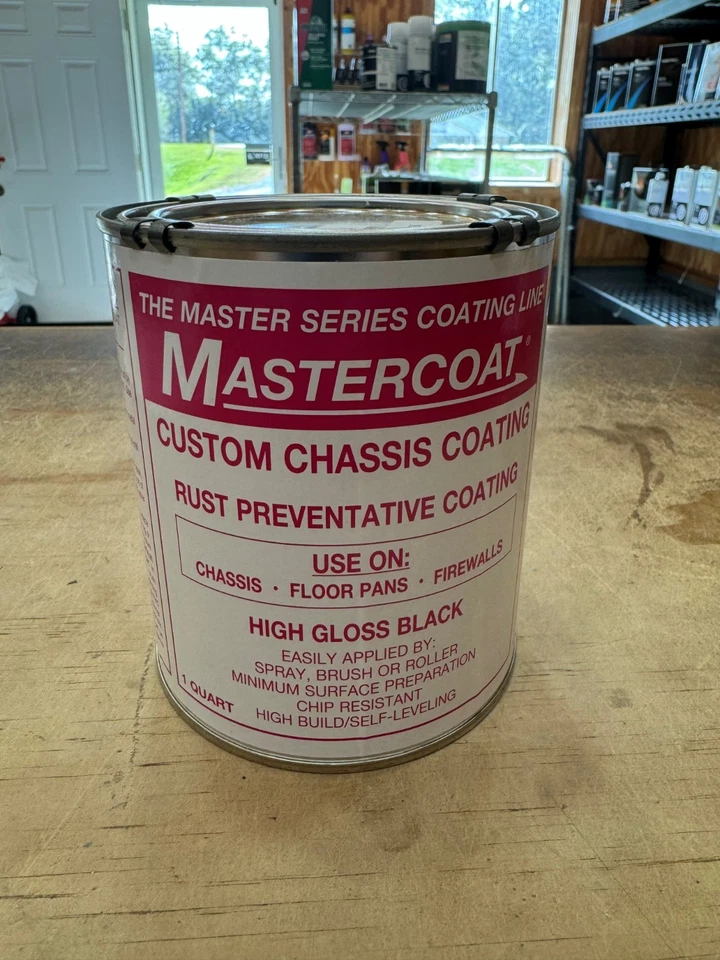 THE MASTER SERIES COATING LINE
MASTERCOAT®
CUSTOM CHASSIS COATING
RUST PREVENTATIVE COATING
USE ON:
CHASSIS · FLOOR PANS · FIREWALLS
HIGH GLOSS BLACK
EASILY APPLIED BY:
SPRAY, BRUSH OR ROLLER
MINIMUM SURFACE PREPARATION
CHIP RESISTANT
HIGH BUILD/SELF-LEVELING
1 QUART